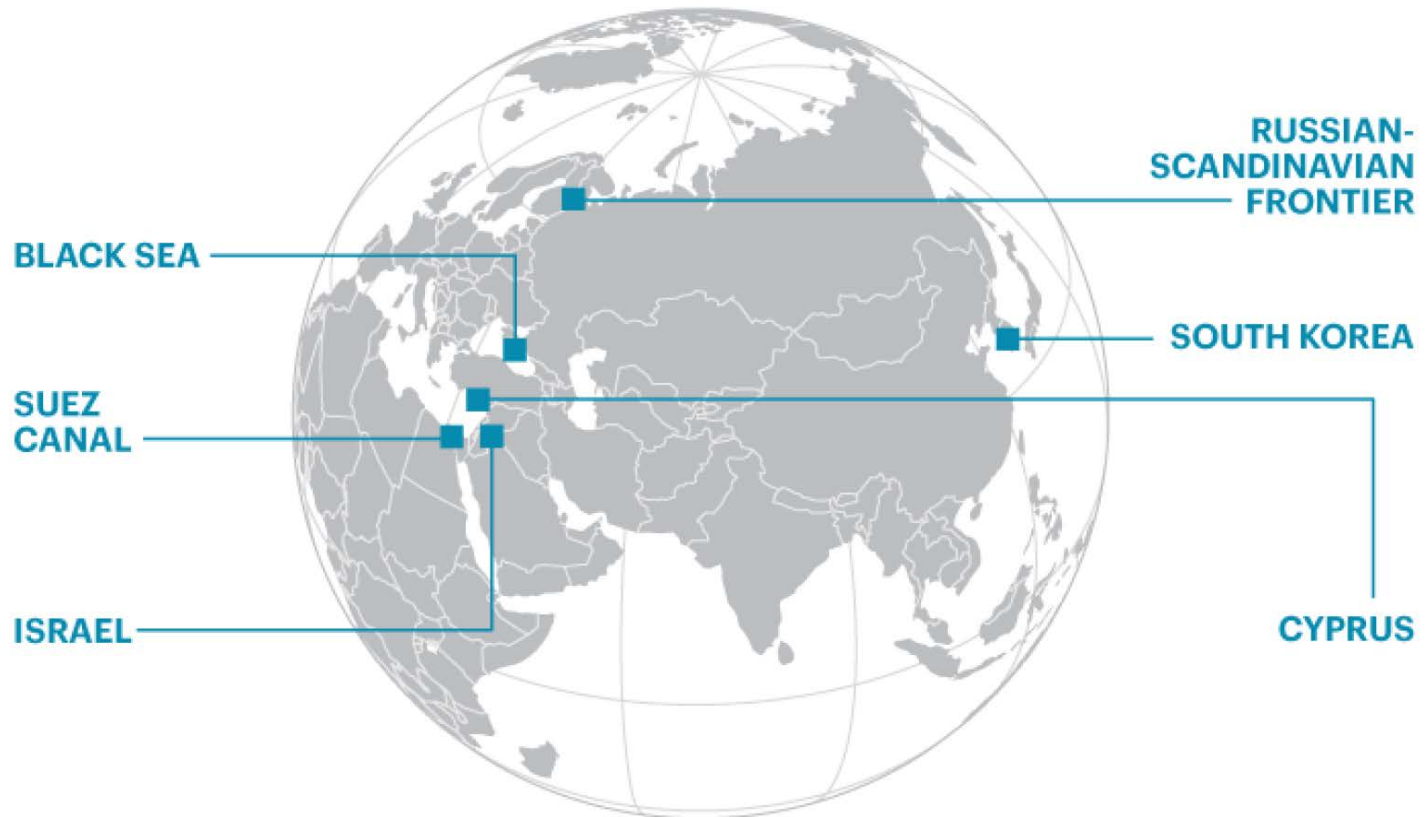 RUSSIAN-
SCANDINAVIAN
FRONTIER
BLACK SEA
SOUTH KOREA
SUEZ
CANAL
ISRAEL
CYPRUS